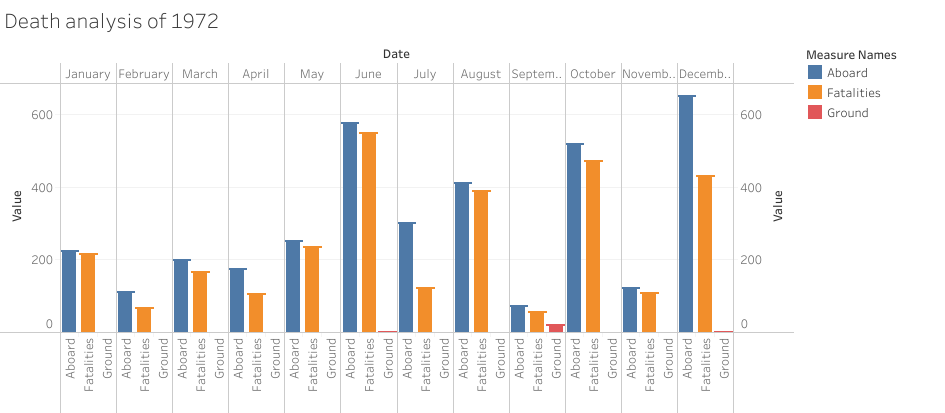 Death analysis of 1972
Date
Measure Names
January February March April May June July August Septem.. October Novemb.. Decemb..
Aboard
Fatalities
Ground
600 600
400 400
Value Value
200 200
0 0
Aboard Fatalities Ground Aboard Fatalities Ground Aboard Fatalities Ground Aboard Fatalities Ground Aboard Fatalities Ground Aboard Fatalities Ground Aboard Fatalities Ground Aboard Fatalities Ground Aboard Fatalities Ground Aboard Fatalities Ground Aboard Fatalities Ground Aboard Fatalities Ground